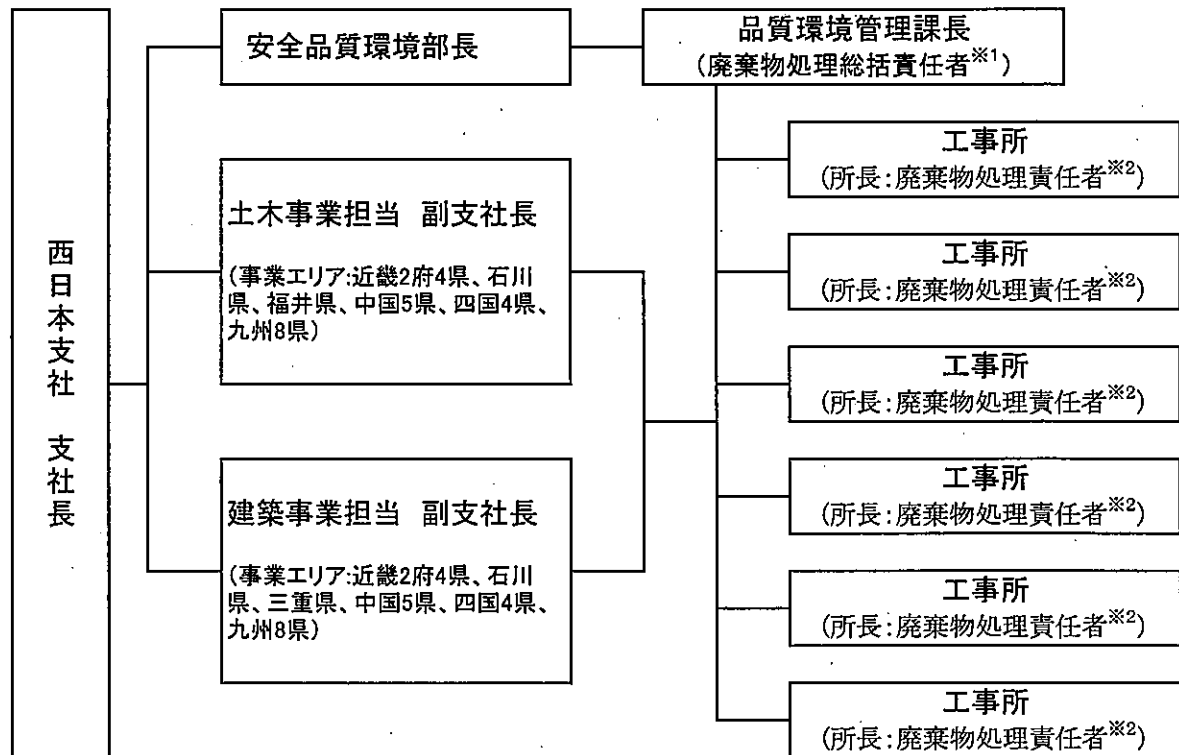 西日本支社 支社長
安全品質環境部長
品質環境管理課長
(廃棄物処理総括責任者※1)
土木事業担当 副支社長
(事業エリア:近畿2府4県、石川
県、福井県、中国5県、四国4県、
九州8県)
建築事業担当 副支社長
(事業エリア:近畿2府4県、石川
県、三重県、中国5県、四国4県、
九州8県)
工事所
(所長:廃棄物処理責任者※2)
工事所
(所長:廃棄物処理責任者※2)
工事所
(所長:廃棄物処理責任者※2)
工事所
(所長:廃棄物処理責任者※2)
工事所
(所長:廃棄物処理責任者※2)
工事所
(所長:廃棄物処理責任者※2)